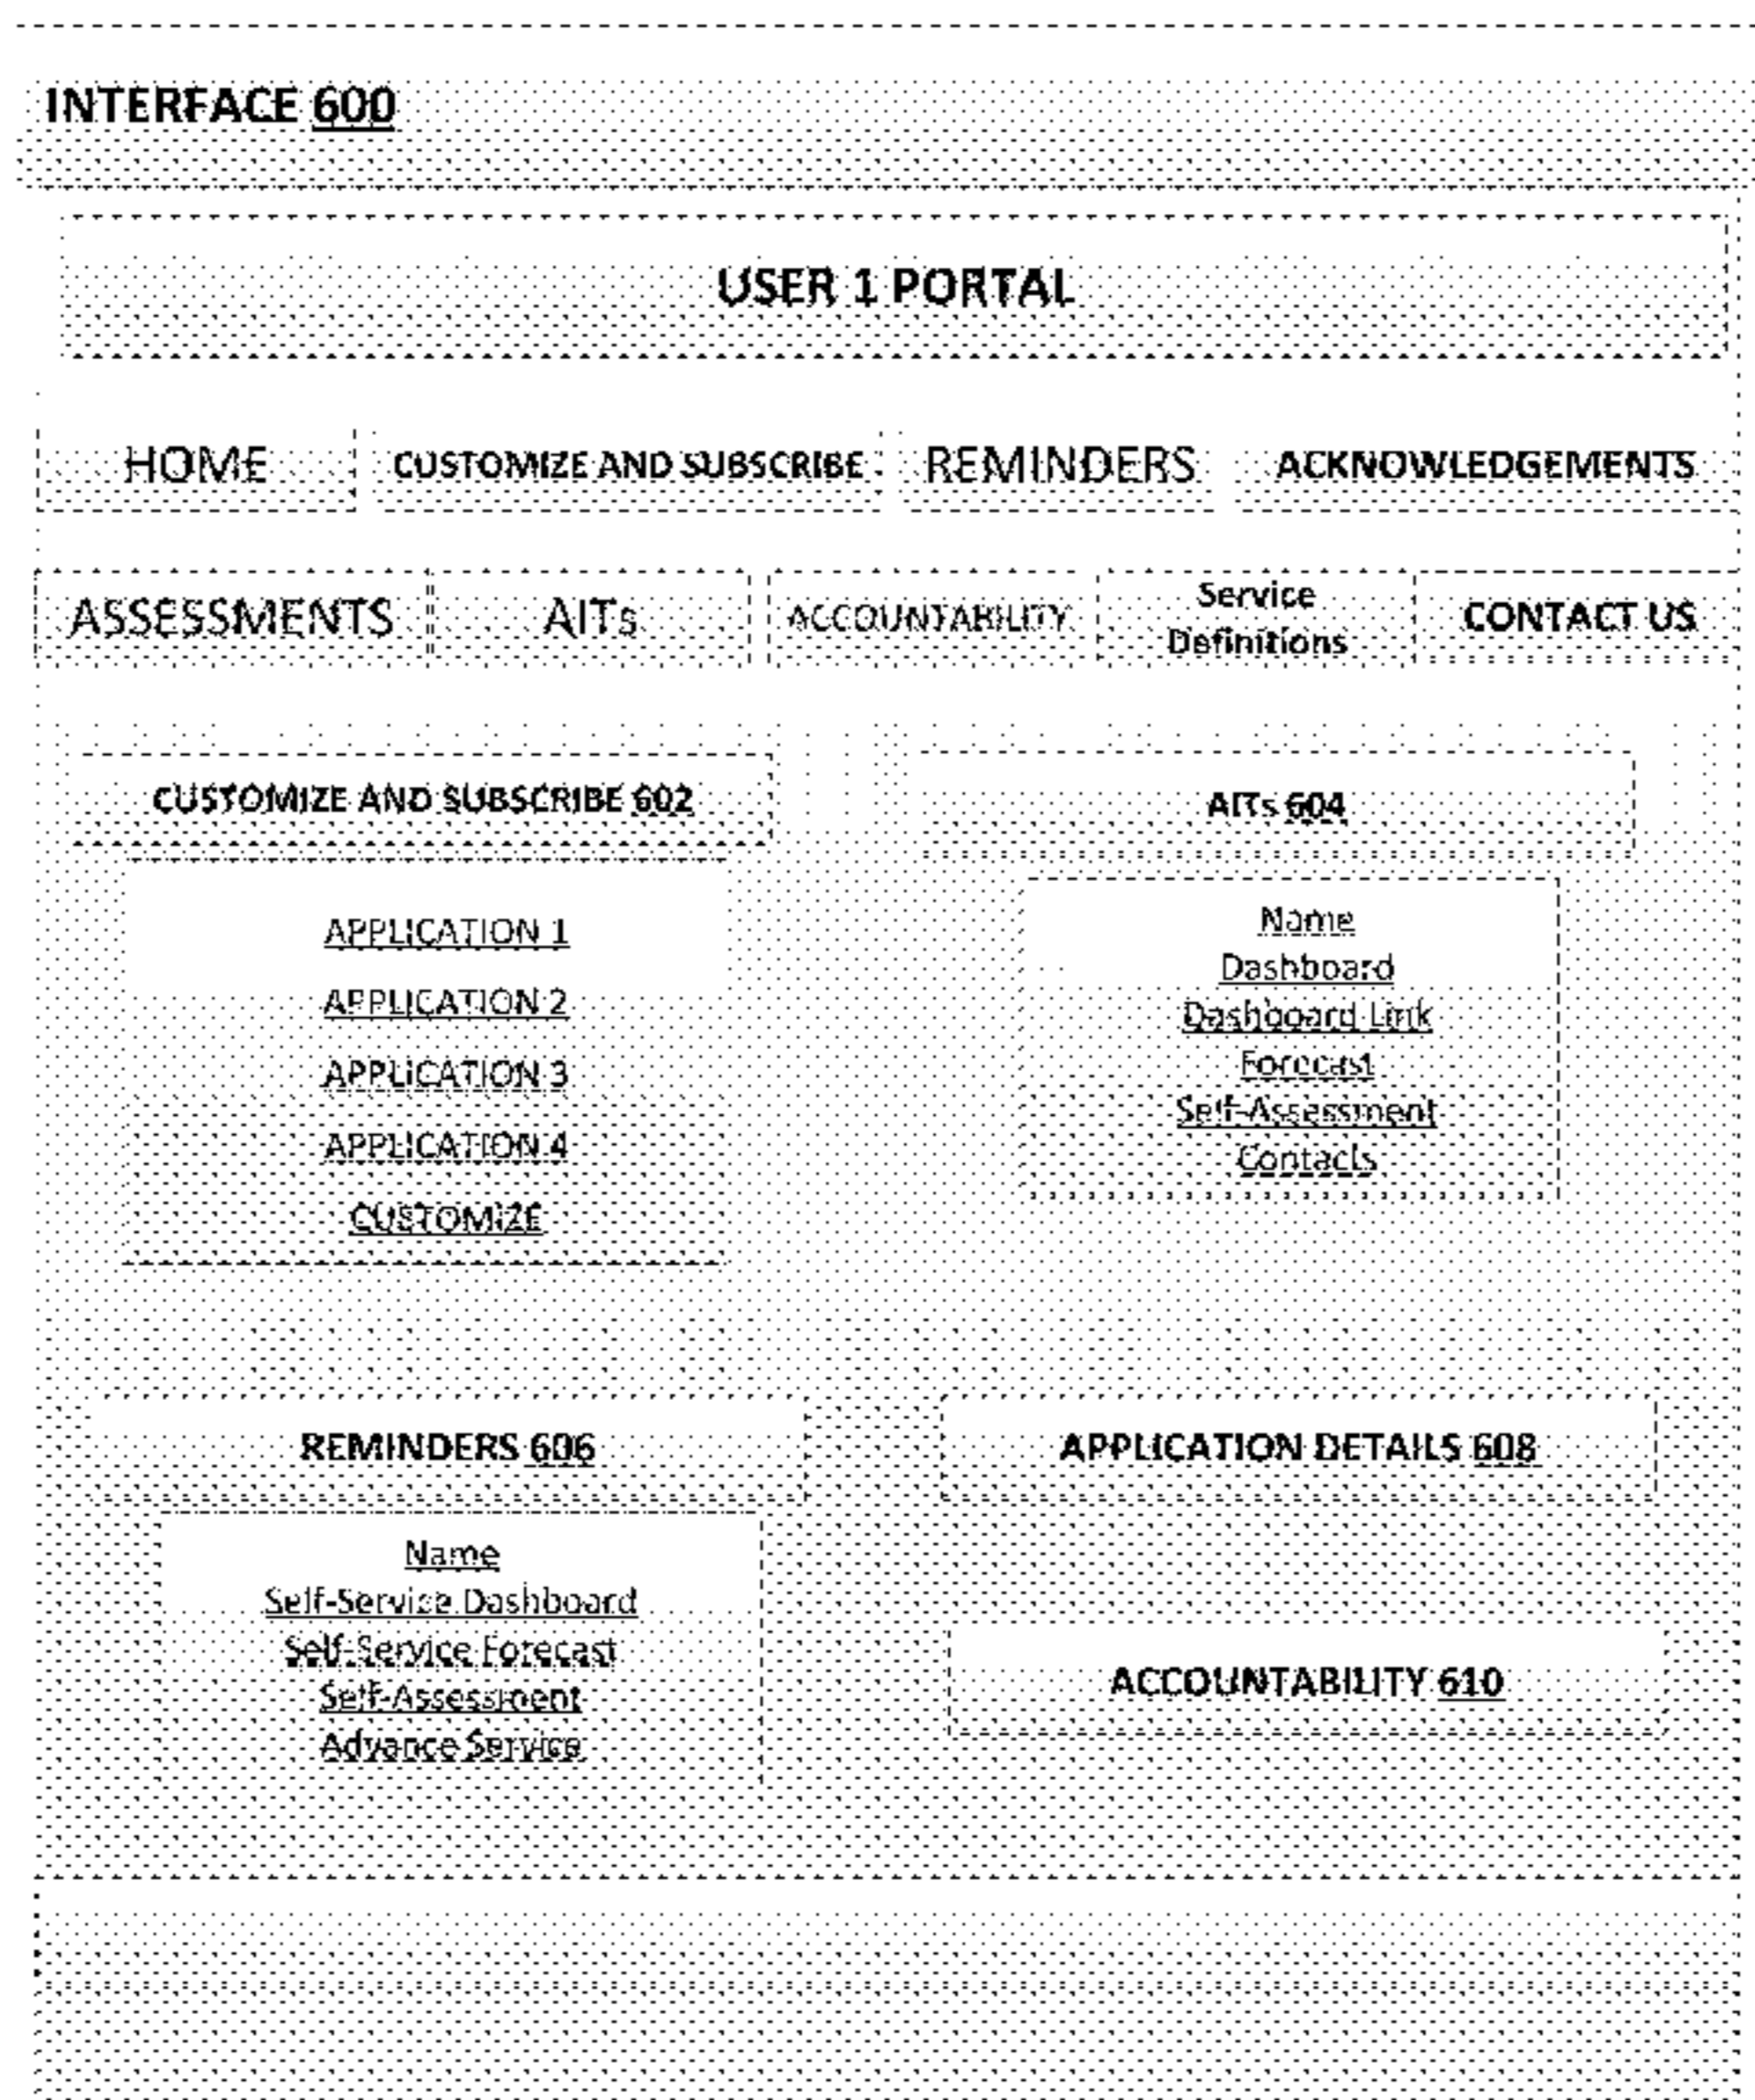 INTERFACE 600
USER 1 PORTAL
HOME
CUSTOMIZE AND SUBSCRIBE
REMINDERS
ACKNOWLEDGEMENTS
ASSESSMENTS
AITs
ACCOUNTABILITY
Service
Definitions
CONTACT US
CUSTOMIZE AND SUBSCRIBE 602
APPLICATION 1
APPLICATION 2
APPLICATION 3
APPLICATION 4
CUSTOMIZE
AITs 604
Name
Dashboard
Dashboard Link
Forecast
Self-Assessment
Contacts
REMINDERS 606
Name
Self-Service Dashboard
Self-Service Forecast
Self-Assessment
Advance Service
APPLICATION DETAILS 608
ACCOUNTABILITY 610